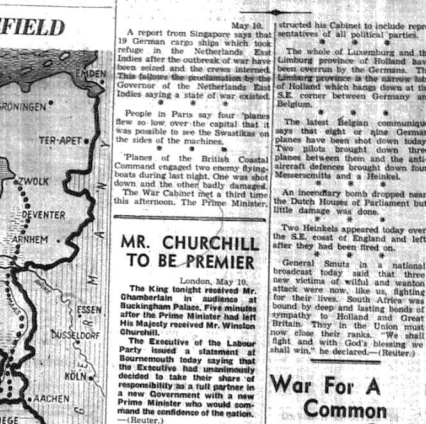 FIELD
EMDEN
RONINGEN
TER-APEL
ZWOLK
DEVENTER
ARNHEM
ESSEN
DÜSSELDORF
KÖLN
AACHEN
IEGE
GERMANY
May 10.
A report from Singapore says that
19 German cargo ships which took
refuge in the Netherlands East
Indies after the outbreak of war have
been seized and the crews interned.
This follows the proclamation by the
Governor of the Netherlands East
Indies saying a state of war existed.
* * *
People in Paris say four 'planes
flew so low over the capital that it
was possible to see the Swastikas on
the sides of the machines.
* * *
'Planes of the British Coastal
Command engaged two enemy flying-
boats during last night. One was shot
down and the other badly damaged.
The War Cabinet met a third time
this afternoon. The Prime Minister,
MR. CHURCHILL
TO BE PREMIER
London, May 10.
The King tonight received Mr.
Chamberlain in audience at
Buckingham Palace. Five minutes
after the Prime Minister had left
His Majesty received Mr. Winston
Churchill.
The Executive of the Labour
Party issued a statement at
Bournemouth today saying that
the Executive had unanimously
decided to take their share of
responsibility as a full partner in
a new Government with a new
Prime Minister who would com-
mand the confidence of the nation.
—(Reuter.)
structed his Cabinet to include repre
sentatives of all political parties.
* * *
The whole of Luxemburg and th
Limburg province of Holland have
been overrun by the Germans. Th
Limburg province is the narrow lobe
of Holland which hangs down at th
S.E. corner between Germany an
Belgium.
* * *
The latest Belgian communique
says that eight or nine German
planes have been shot down today
Two pilots brought down three
planes between them and the anti-
aircraft defences brought down four
Messerschmitts and a Heinkel.
* * *
An incendiary bomb dropped near
the Dutch Houses of Parliament but
little damage was done.
* * *
Two Heinkels appeared today over
the S.E. coast of England and left
after they had been fired on.
* * *
General Smuts in a national
broadcast today said that three
new victims of wilful and wanton
attack were now, like us, fighting
for their lives. South Africa was
bound by deep and lasting bonds of
sympathy to Holland and Great
Britain. They in the Union must
now close their ranks. "We shall
fight and with God's blessing we
shall win," he declared.—(Reuter.)
War For A
Common